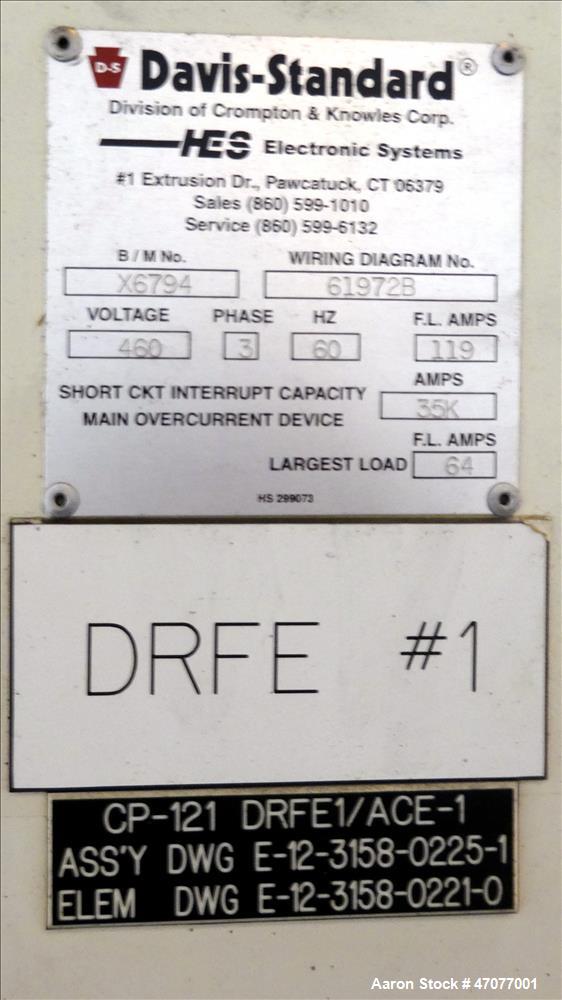 D-S Davis-Standard®
Division of Crompton & Knowles Corp.
HES Electronic Systems
#1 Extrusion Dr., Pawcatuck, CT 06379
Sales (860) 599-1010
Service (860) 599-6132
B / M No. WIRING DIAGRAM No.
X6794 61972B
VOLTAGE PHASE HZ F.L. AMPS
460 3 60 119
SHORT CKT INTERRUPT CAPACITY AMPS
MAIN OVERCURRENT DEVICE 35K
F.L. AMPS
LARGEST LOAD 64
HS 299073
DRFE #1
CP-121 DRFE1/ACE-1
ASS'Y DWG E-12-3158-0225-1
ELEM DWG E-12-3158-0221-0
Aaron Stock # 47077001